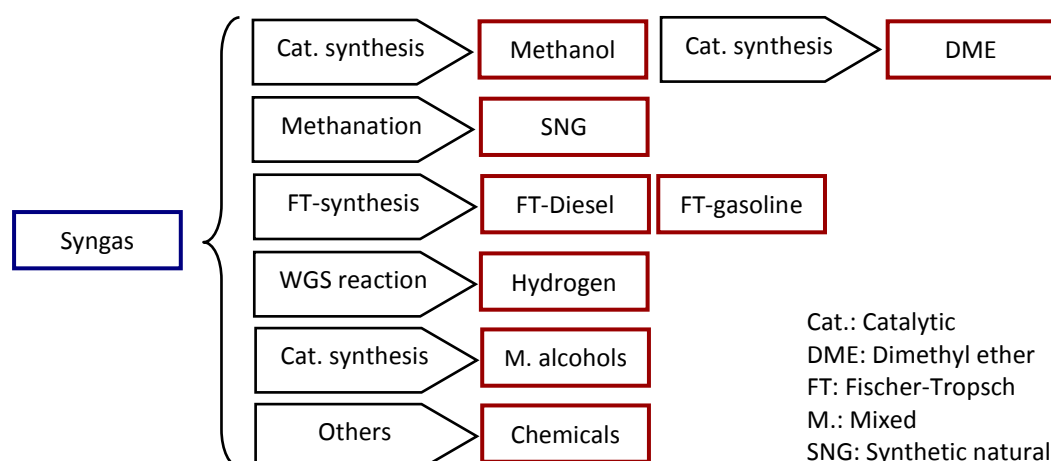 Cat. synthesis Methanol Cat. synthesis DME
Methanation SNG
FT-synthesis FT-Diesel FT-gasoline
Syngas
WGS reaction Hydrogen
Cat. synthesis M. alcohols
Others Chemicals
Cat.: Catalytic
DME: Dimethyl ether
FT: Fischer-Tropsch
M.: Mixed
SNG: Synthetic natural